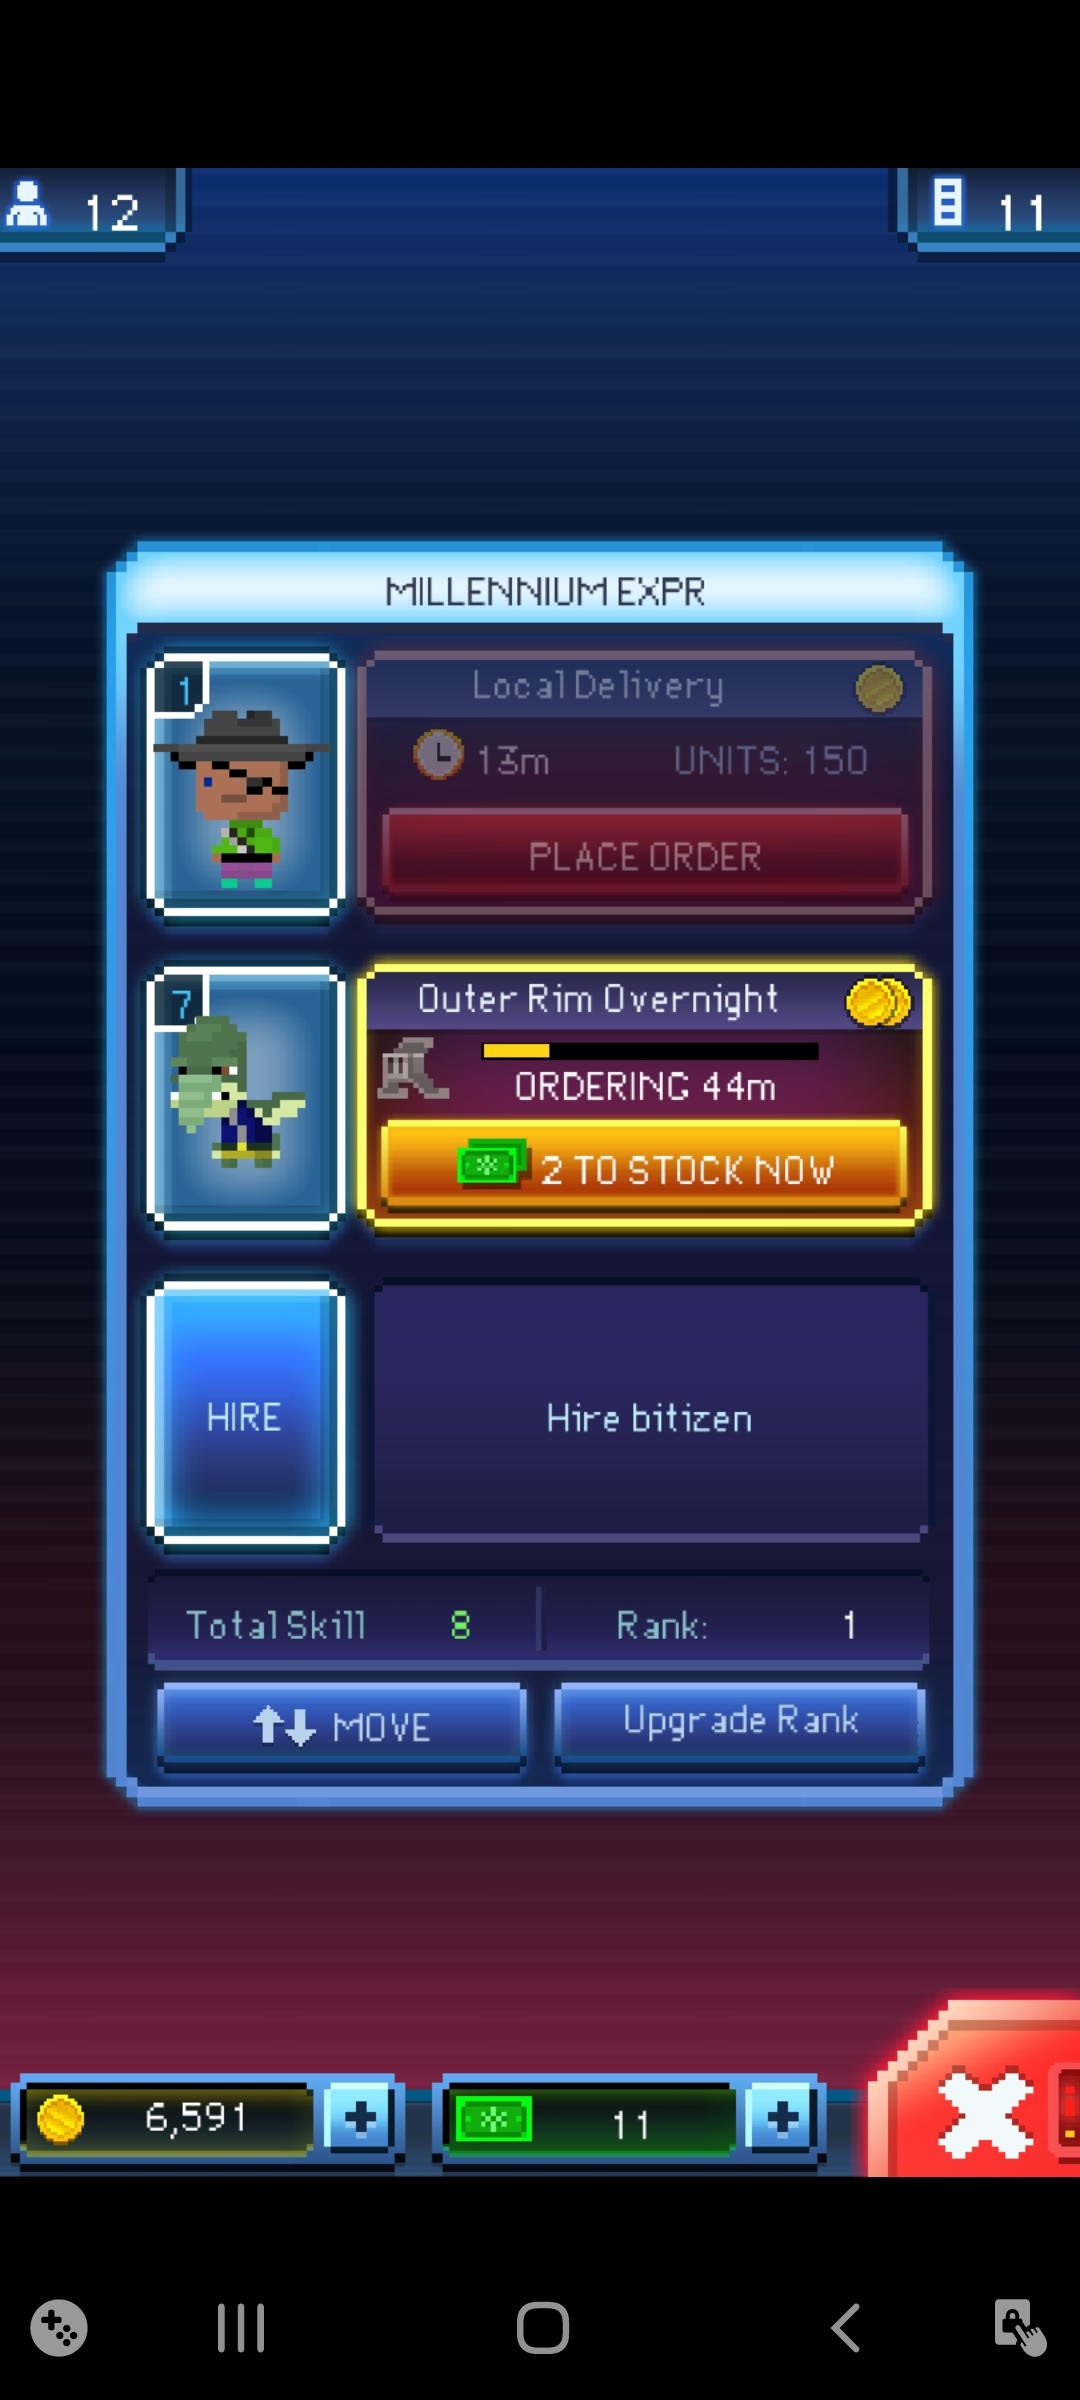 12
11
MILLENNIUM EXPR
1
Local Delivery
13m UNITS: 150
PLACE ORDER
7
Outer Rim Overnight
ORDERING 44m
2 TO STOCK NOW
HIRE
Hire bitizen
Total Skill 8 Rank: 1
MOVE Upgrade Rank
6,591 + 11 +